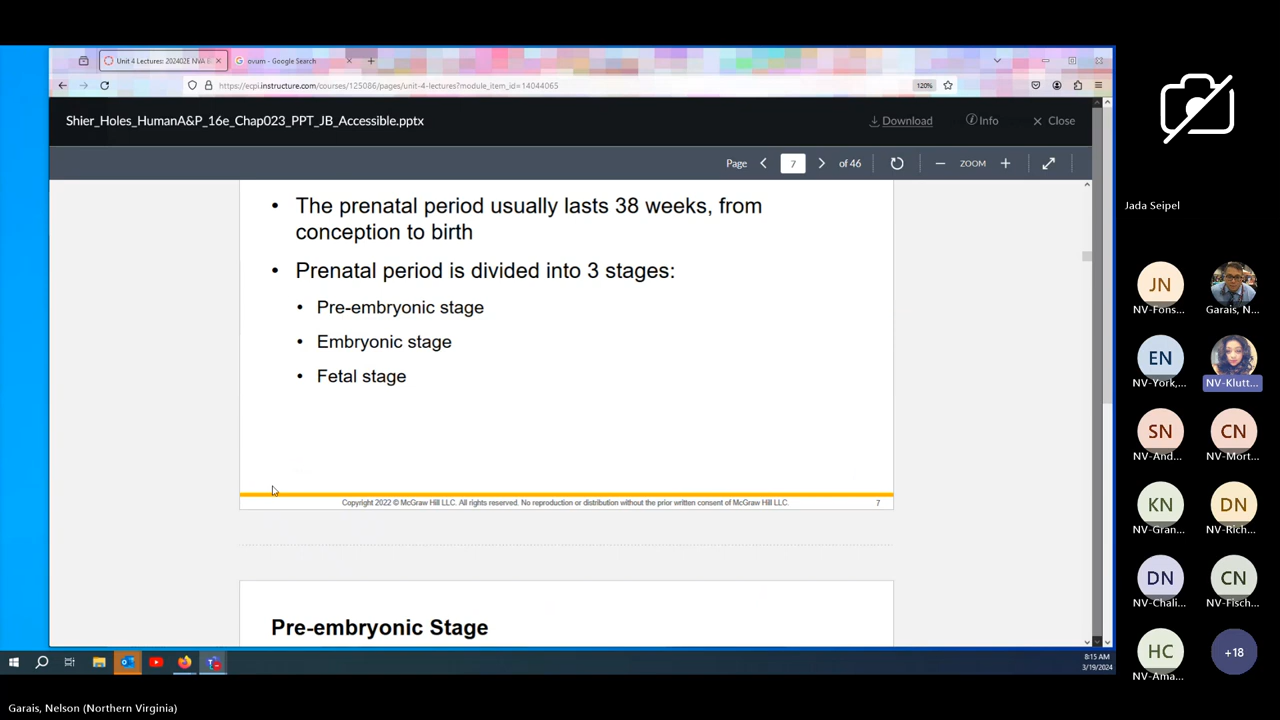 Unit 4 Lectures: 202402E NVA
ovum - Google Search
https://ecpi.instructure.com/courses/125086/pages/unit-4-lectures?module_item_id=14044065
120%
Shier_Holes_HumanA&P_16e_Chap023_PPT_JB_Accessible.pptx
Download
Info
Close
Page
7
of 46
ZOOM
• The prenatal period usually lasts 38 weeks, from
conception to birth
• Prenatal period is divided into 3 stages:
• Pre-embryonic stage
• Embryonic stage
• Fetal stage
Copyright 2022 © McGraw Hill LLC. All rights reserved. No reproduction or distribution without the prior written consent of McGraw Hill LLC.
7
Pre-embryonic Stage
8:15 AM
3/19/2024
Jada Seipel
JN
NV-Fons...
Garais, N...
EN
NV-York,...
NV-Klutt...
SN
NV-And...
CN
NV-Mort...
KN
NV-Gran...
DN
NV-Rich...
DN
NV-Chali...
CN
NV-Fisch...
HC
NV-Ama...
+18
Garais, Nelson (Northern Virginia)